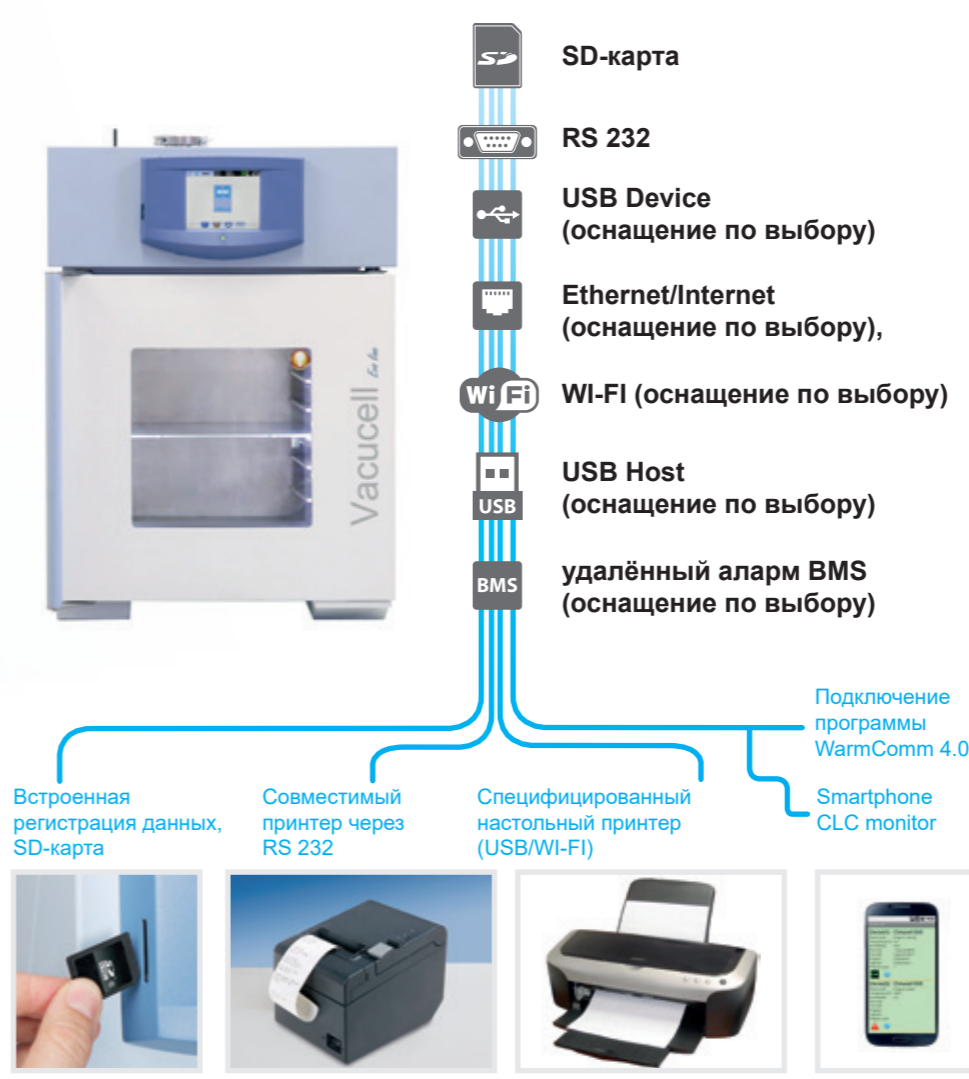 SD-карта
RS 232
USB Device
(оснащение по выбору)
Ethernet/Internet
(оснащение по выбору),
Wi Fi
WI-FI (оснащение по выбору)
USB
USB Host
(оснащение по выбору)
BMS
удалённый аларм BMS
(оснащение по выбору)
Vacucell
Подключение
программы
WarmComm 4.0
Smartphone
CLC monitor
Встроенная
регистрация данных,
SD-карта
Совместимый
принтер через
RS 232
Специфицированный
настольный принтер
(USB/WI-FI)